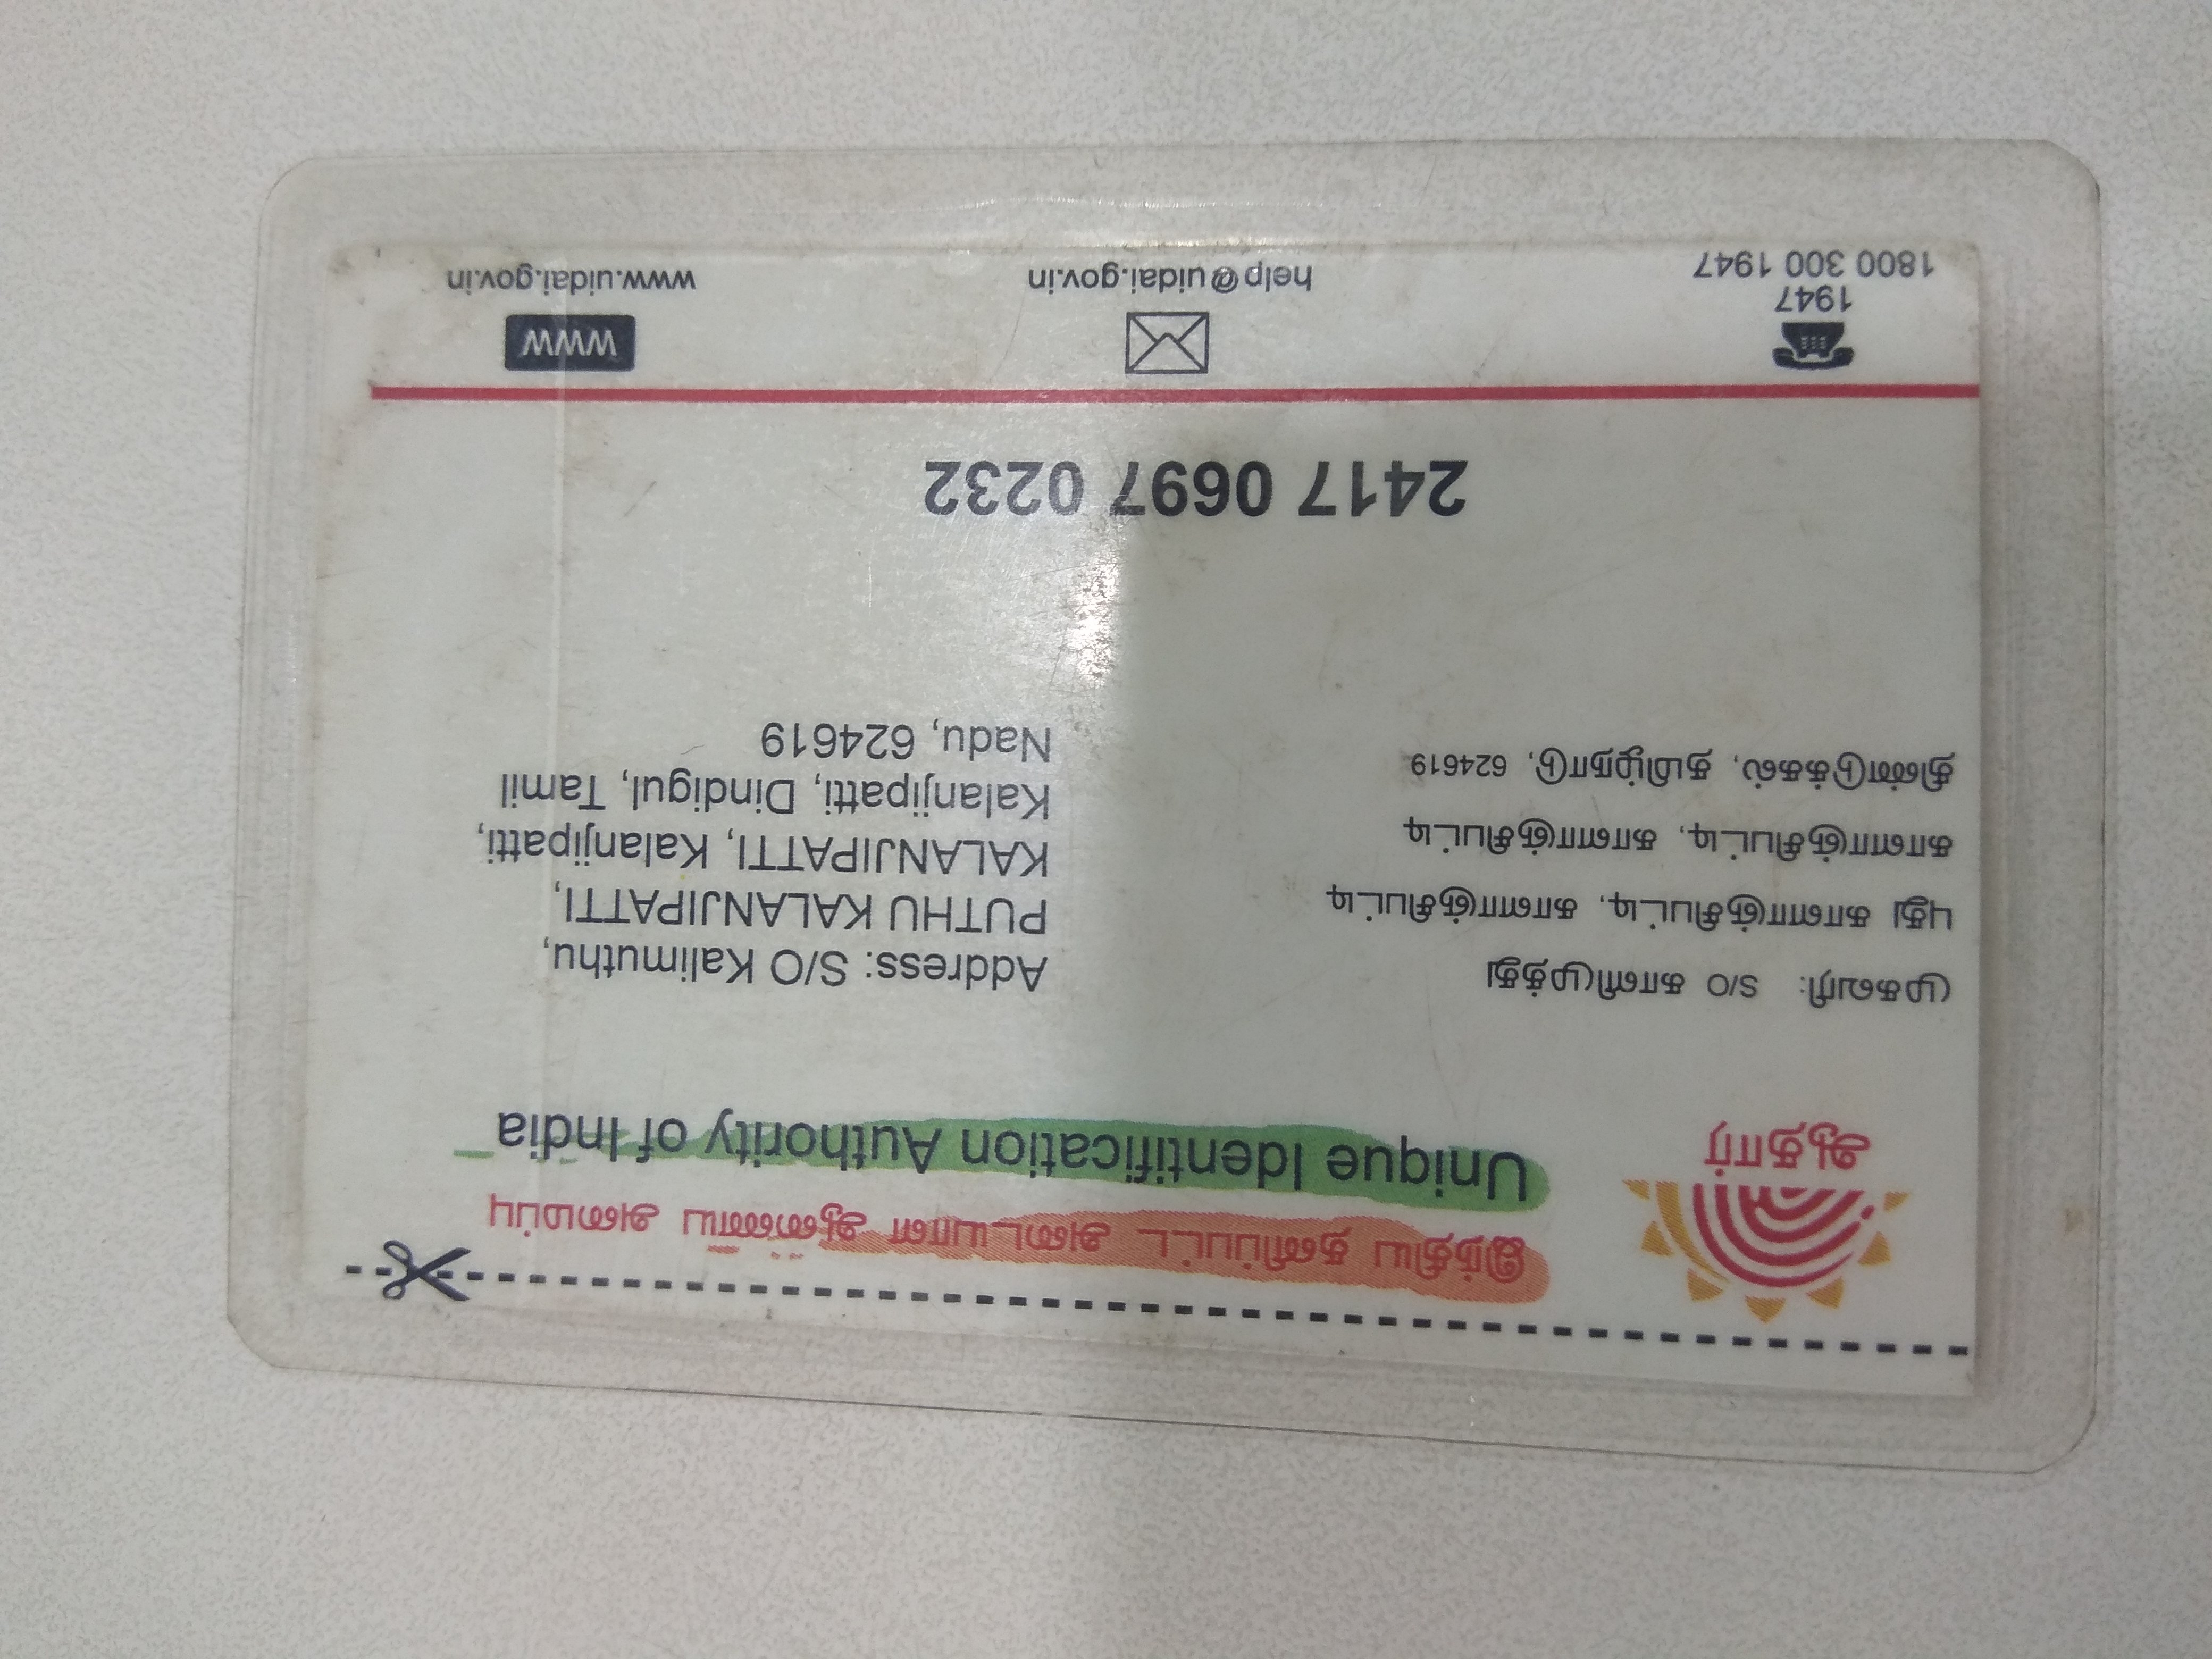 இந்திய தனிப்பட்ட அடையாள ஆணைய அமைப்பு
Unique Identification Authority of India
ஆதார்
முகவரி: S/O காளிமுத்து
புது காளாஞ்சிபட்டி, காளாஞ்சிபட்டி
காளாஞ்சிபட்டி, காளாஞ்சிபட்டி
திண்டுக்கல், தமிழ்நாடு, 624619
Address: S/O Kalimuthu,
PUTHU KALANJIPATTI,
KALANJIPATTI, Kalanjipatti,
Kalanjipatti, Dindigul, Tamil
Nadu, 624619
2417 0697 0232
1947
1800 300 1947
help@uidai.gov.in
WWW
www.uidai.gov.in